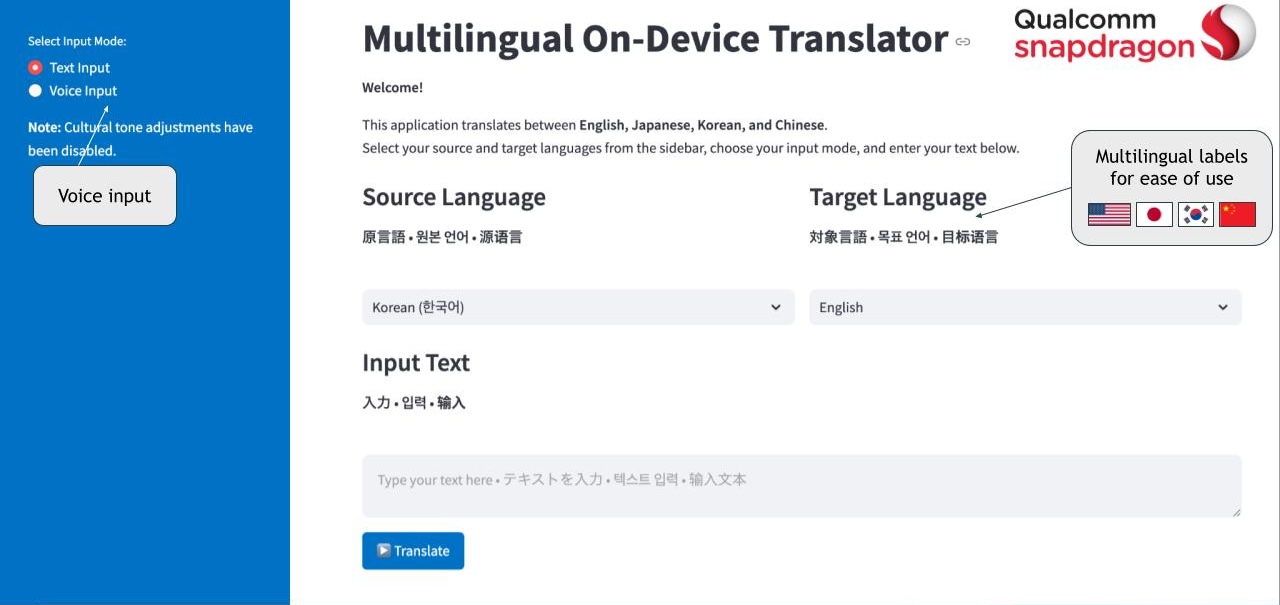 Select Input Mode:
Text Input
Voice Input
Note: Cultural tone adjustments have
been disabled.
Voice input
Multilingual On-Device Translator
Qualcomm
snapdragon
Welcome!
This application translates between English, Japanese, Korean, and Chinese.
Select your source and target languages from the sidebar, choose your input mode, and enter your text below.
Multilingual labels
for ease of use
Source Language
原言語 • 원본 언어 • 源语言
Target Language
対象言語 • 목표 언어 • 目标语言
Korean (한국어)
English
Input Text
入力 • 입력 • 输入
Type your text here • テキストを入力 • 텍스트 입력 • 输入文本
Translate